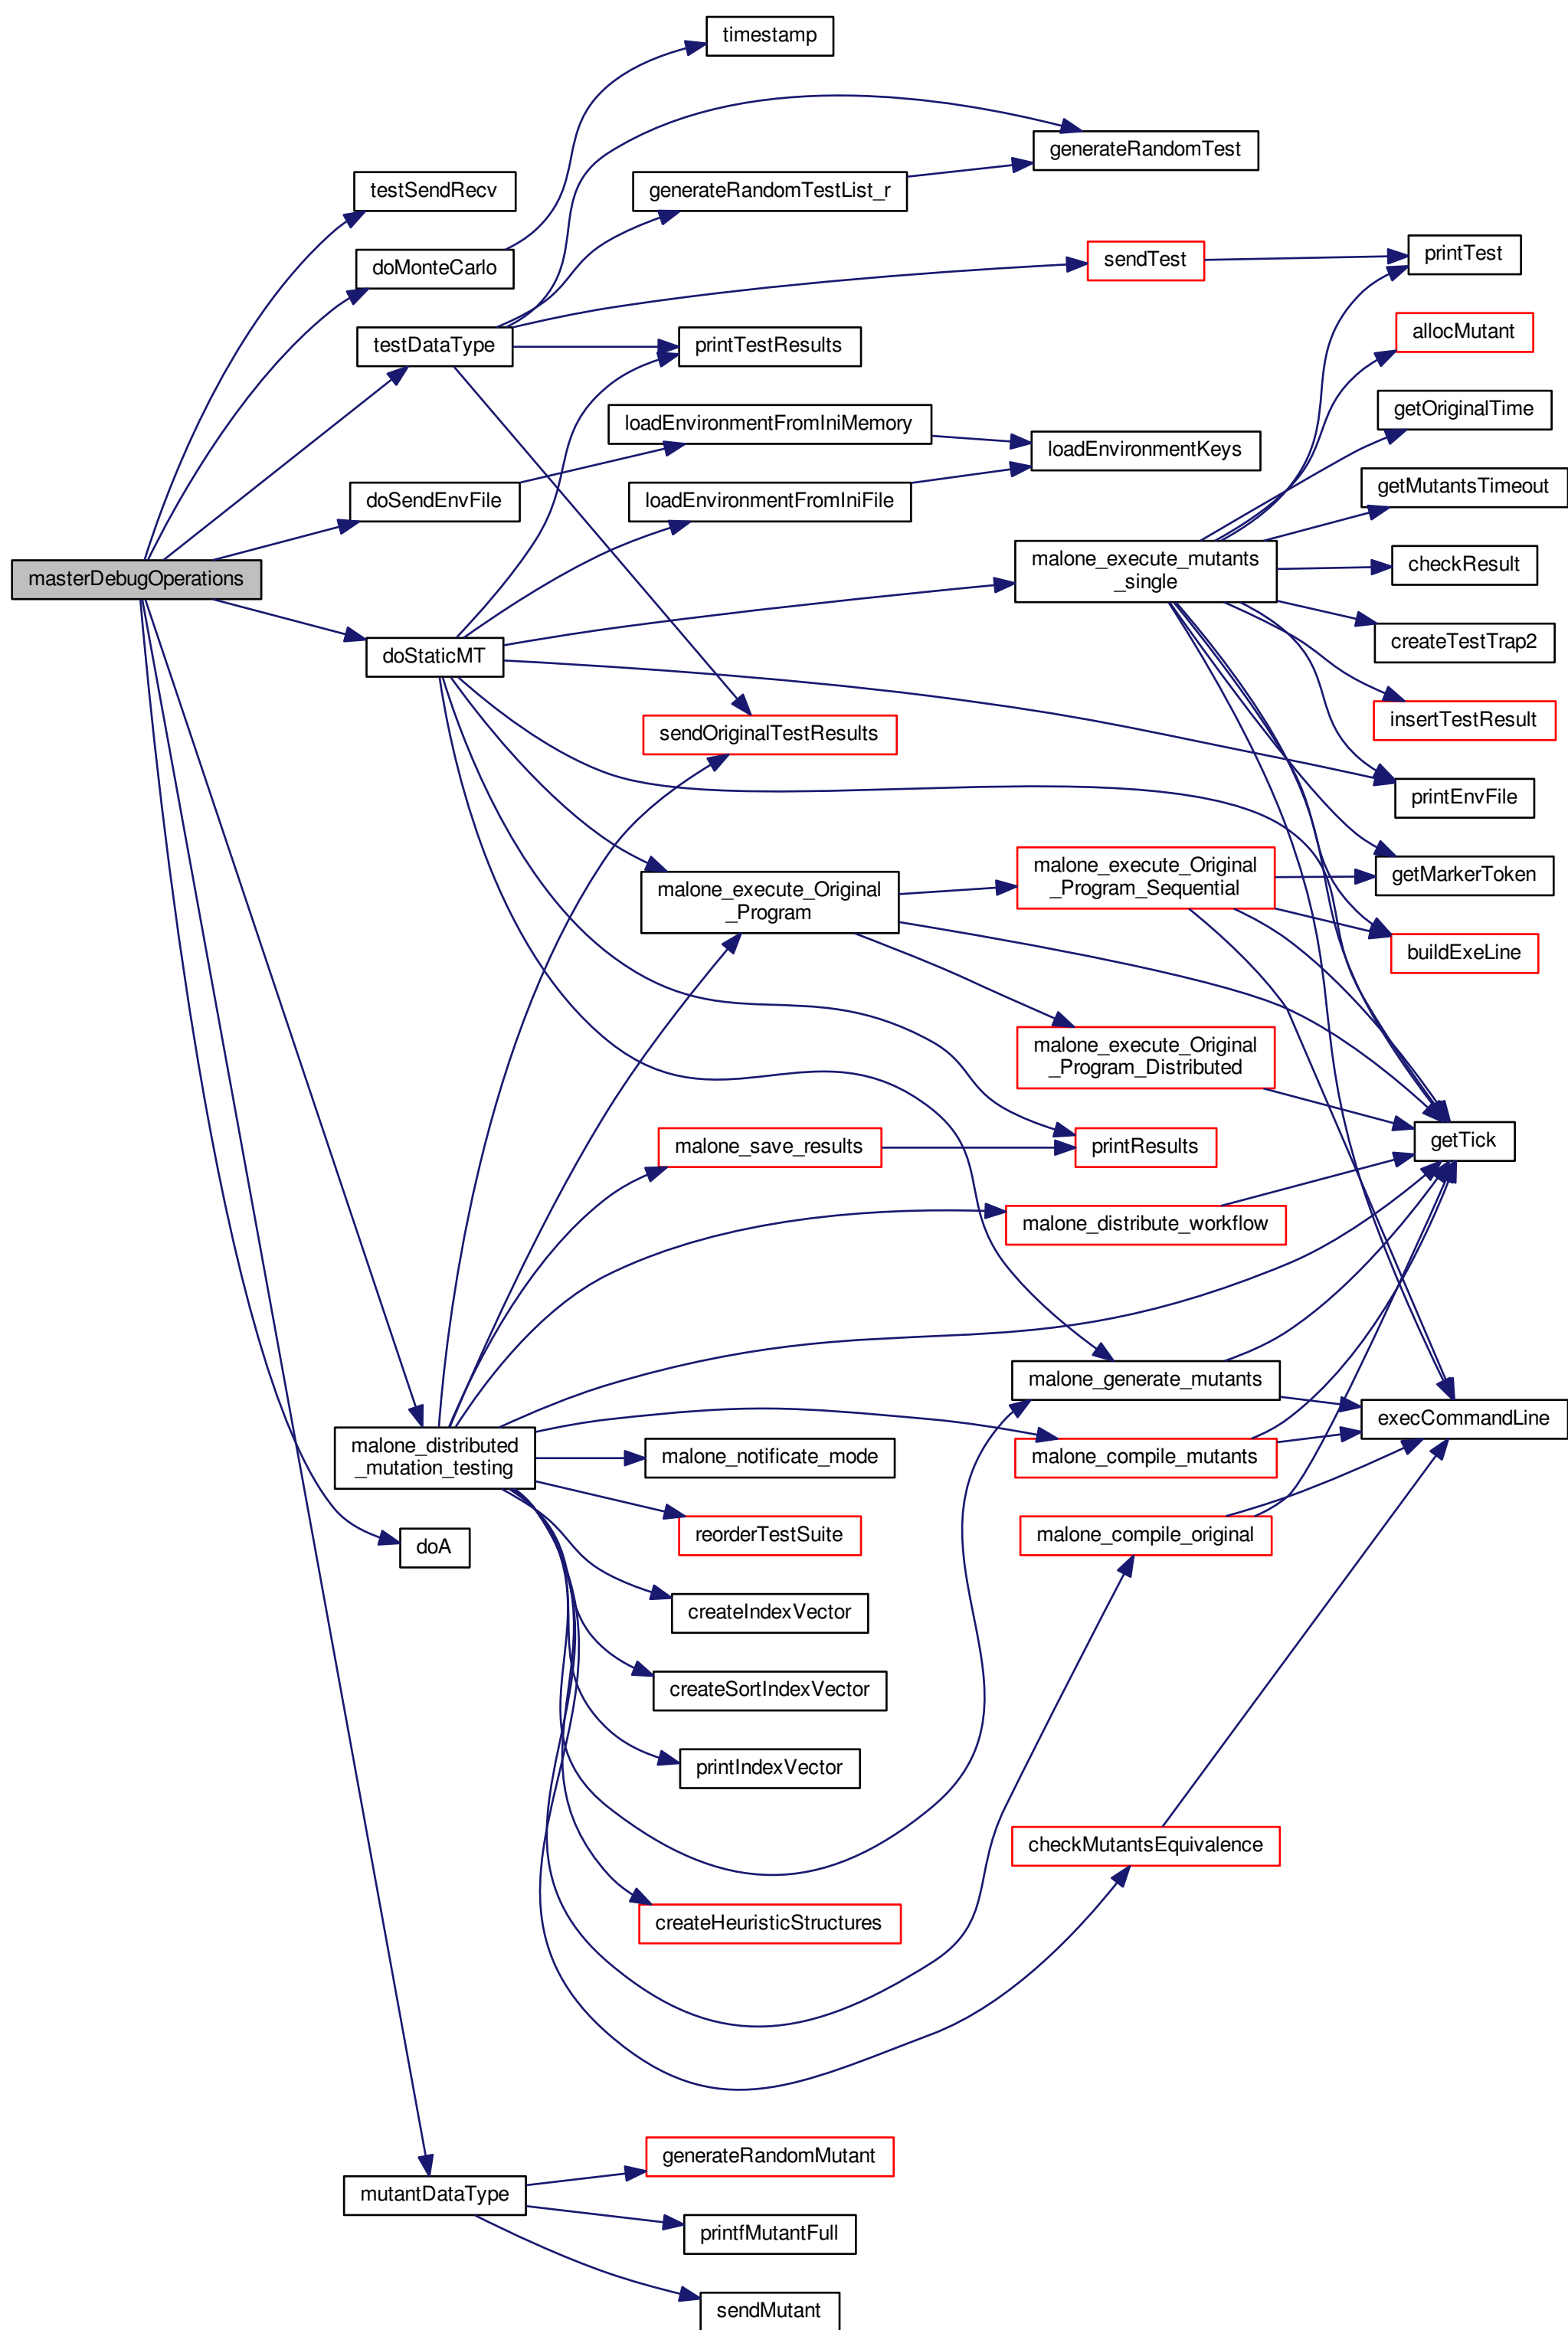 timestamp
generateRandomTest
testSendRecv
generateRandomTestList_r
printTest
doMonteCarlo
sendTest
allocMutant
testDataType
printTestResults
getOriginalTime
loadEnvironmentFromIniMemory
loadEnvironmentKeys
getMutantsTimeout
doSendEnvFile
loadEnvironmentFromIniFile
masterDebugOperations
malone_execute_mutants
_single
checkResult
doStaticMT
createTestTrap2
sendOriginalTestResults
insertTestResult
printEnvFile
malone_execute_Original
_Program
malone_execute_Original
_Program_Sequential
getMarkerToken
buildExeLine
malone_execute_Original
_Program_Distributed
malone_save_results
printResults
getTick
malone_distribute_workflow
malone_generate_mutants
execCommandLine
malone_distributed
_mutation_testing
malone_notificate_mode
malone_compile_mutants
doA
reorderTestSuite
malone_compile_original
createIndexVector
createSortIndexVector
printIndexVector
checkMutantsEquivalence
createHeuristicStructures
generateRandomMutant
mutantDataType
printfMutantFull
sendMutant